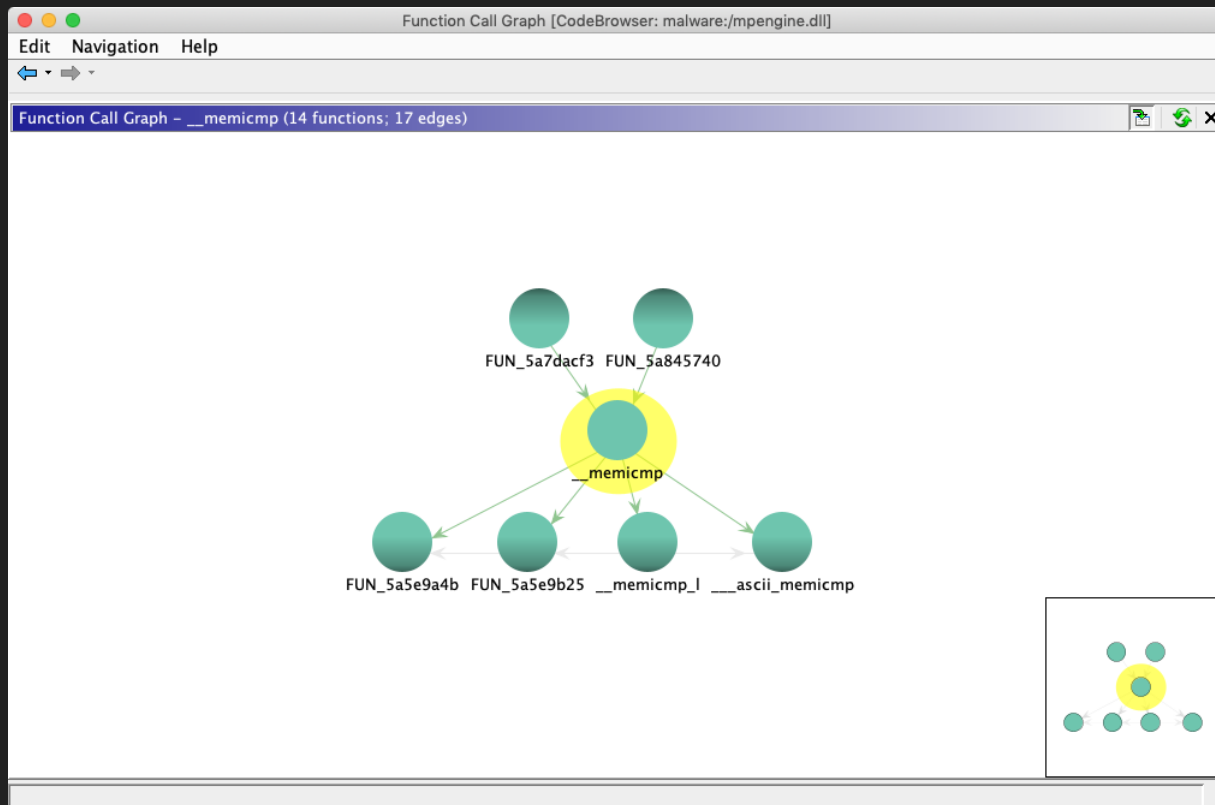 Function Call Graph [CodeBrowser: malware:/mpengine.dll]
Edit Navigation Help
Function Call Graph – __memicmp (14 functions; 17 edges)
FUN_5a7dacf3 FUN_5a845740
__memicmp
FUN_5a5e9a4b FUN_5a5e9b25 __memicmp_l ___ascii_memicmp